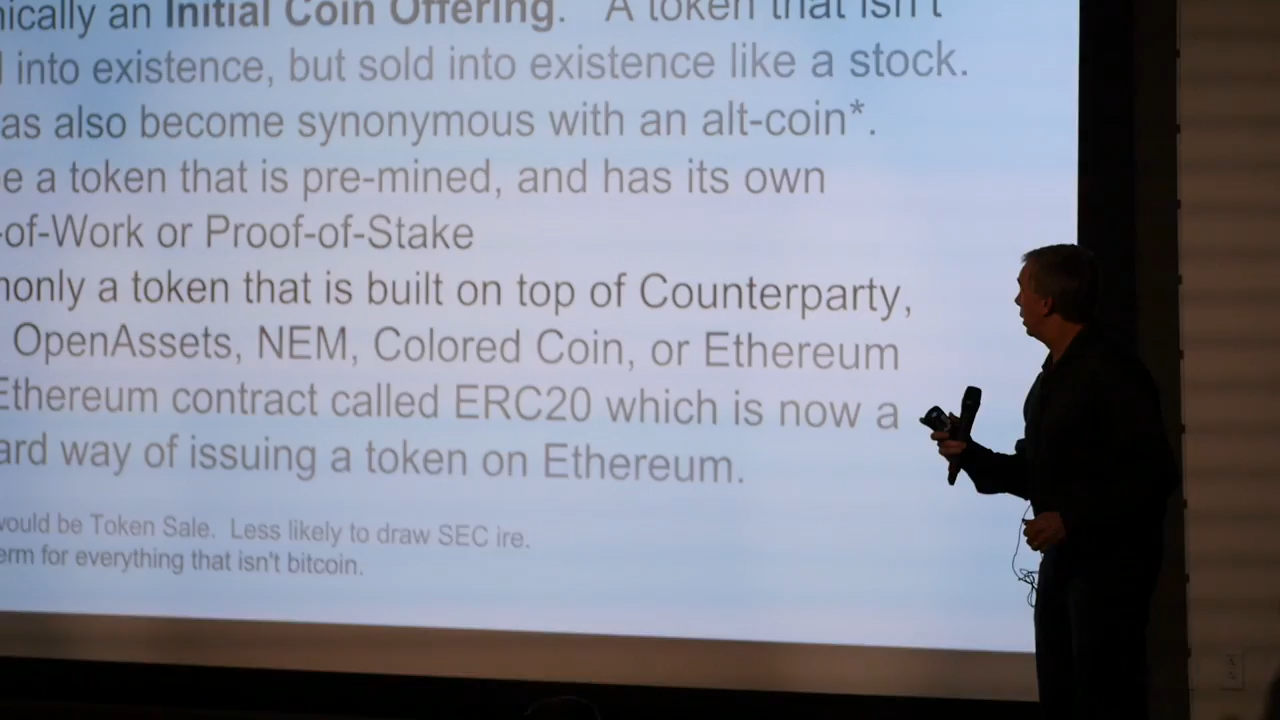 an Initial Coin Offering. A token that isn't
into existence, but sold into existence like a stock.
as also become synonymous with an alt-coin*.
a token that is pre-mined, and has its own
-of-Work or Proof-of-Stake
a token that is built on top of Counterparty,
OpenAssets, NEM, Colored Coin, or Ethereum
Ethereum contract called ERC20 which is now a
way of issuing a token on Ethereum.
would be Token Sale. Less likely to draw SEC ire.
for everything that isn't bitcoin.